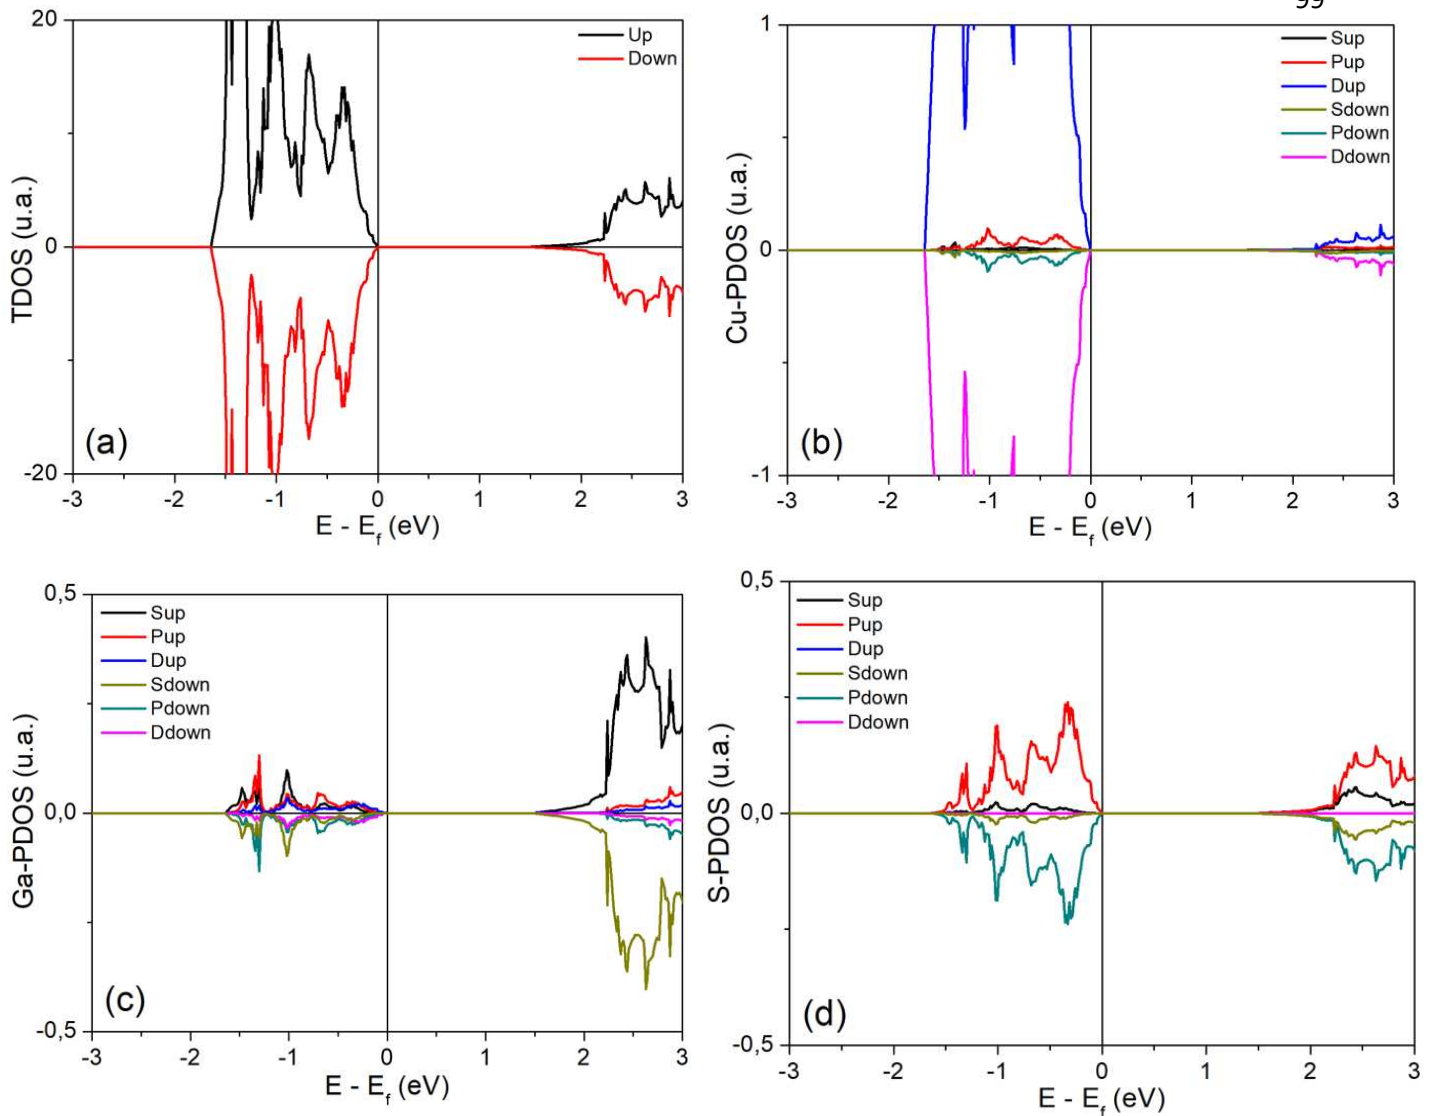 99
20
Up
Down
0
-20
TDOS (u.a.)
(a)
-3 -2 -1 0 1 2 3
E - Ef (eV)
1
Sup
Pup
Dup
Sdown
Pdown
Ddown
0
-1
Cu-PDOS (u.a.)
(b)
-3 -2 -1 0 1 2 3
E - Ef (eV)
0,5
Sup
Pup
Dup
Sdown
Pdown
Ddown
0,0
-0,5
Ga-PDOS (u.a.)
(c)
-3 -2 -1 0 1 2 3
E - Ef (eV)
0,5
Sup
Pup
Dup
Sdown
Pdown
Ddown
0,0
-0,5
S-PDOS (u.a.)
(d)
-3 -2 -1 0 1 2 3
E - Ef (eV)